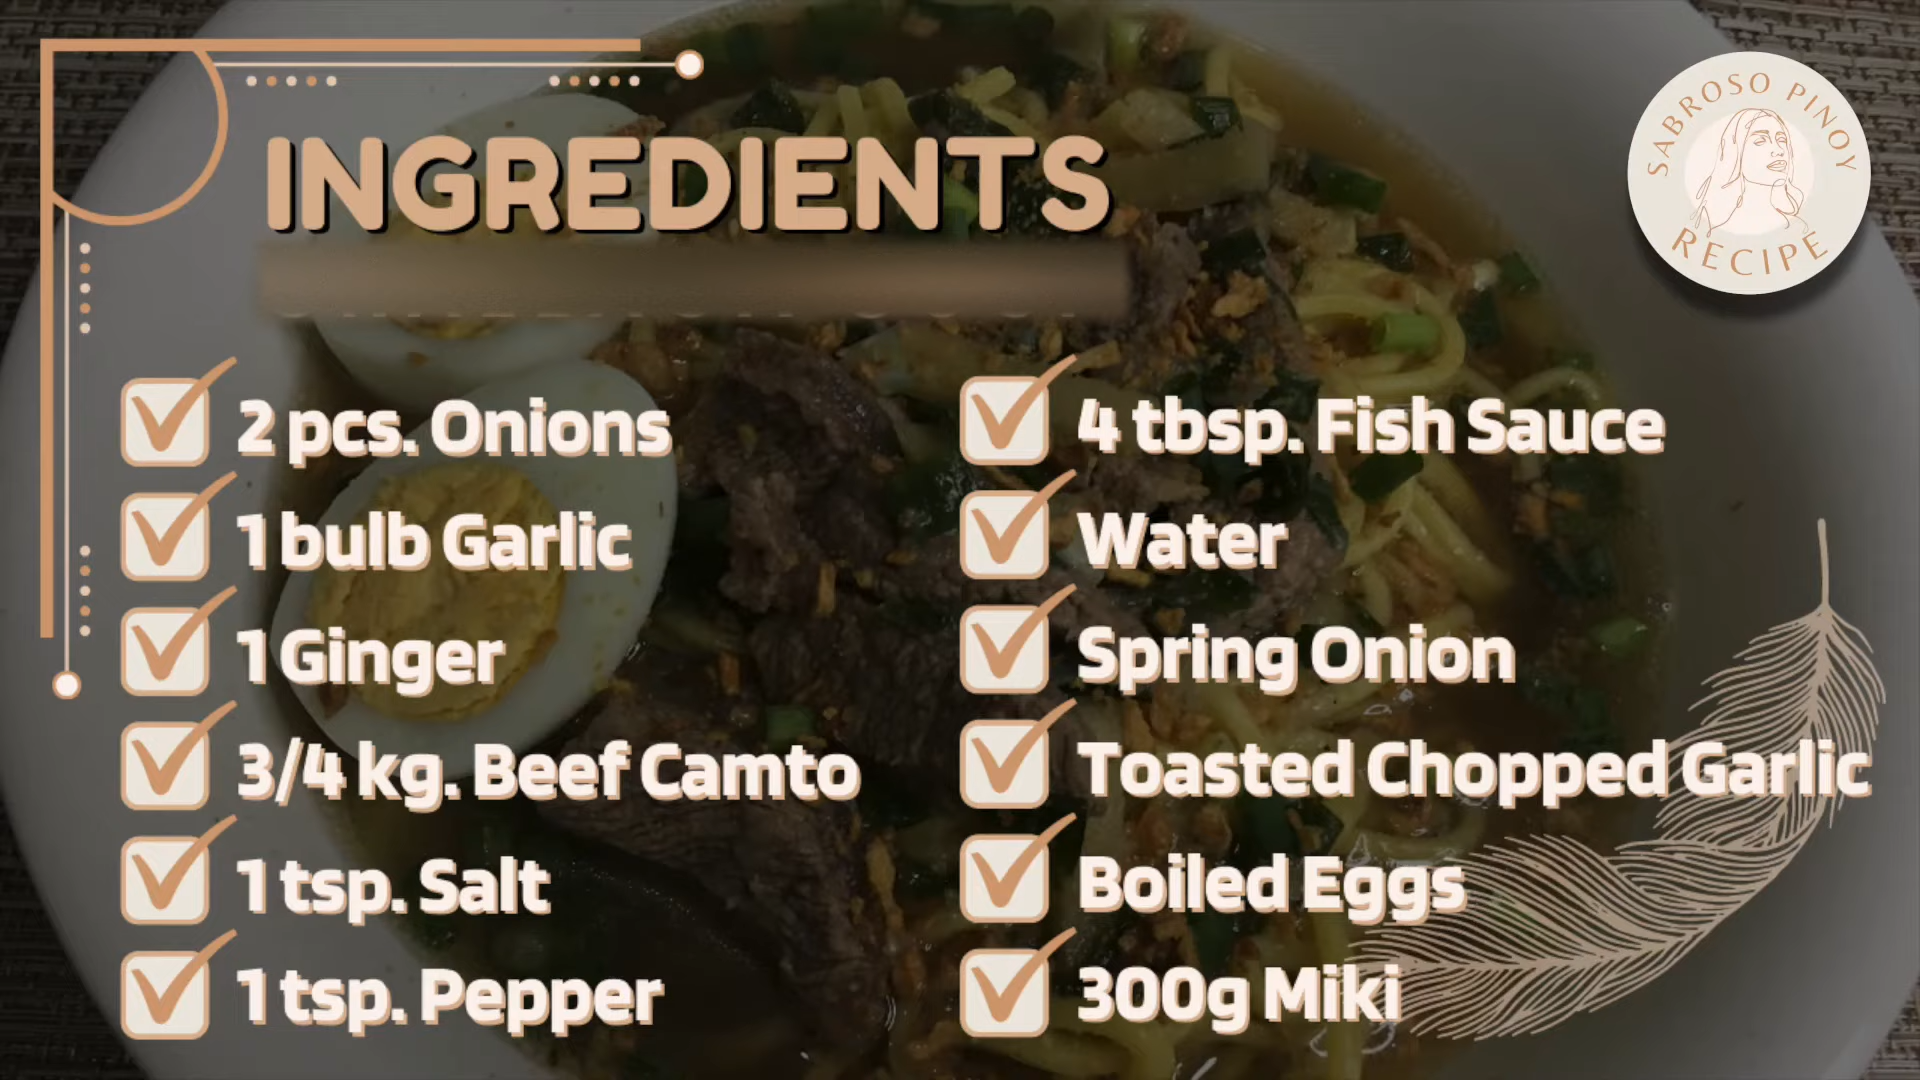 INGREDIENTS
SABROSO PINOY
RECIPE
2 pcs. Onions
1 bulb Garlic
1 Ginger
3/4 kg. Beef Camto
1 tsp. Salt
1 tsp. Pepper
4 tbsp. Fish Sauce
Water
Spring Onion
Toasted Chopped Garlic
Boiled Eggs
300g Miki